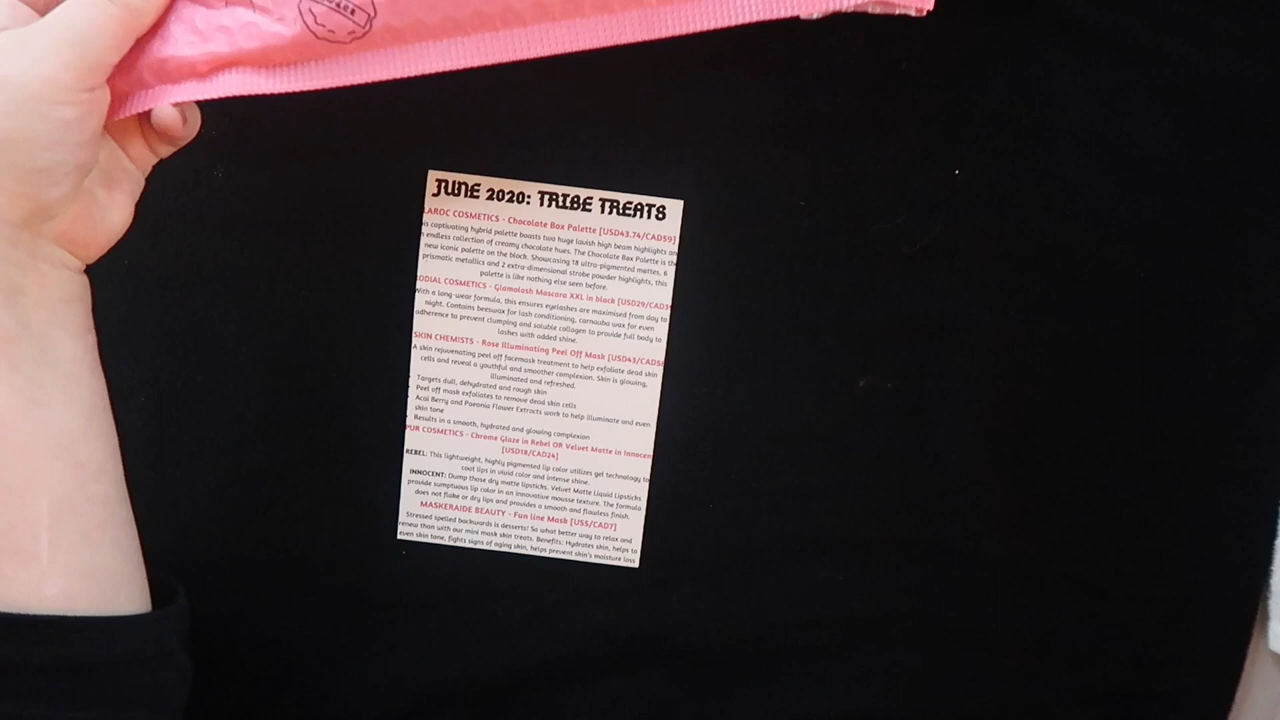 JUNE 2020: TRIBE TREATS
LAROC COSMETICS - Chocolate Box Palette [USD43.74/CAD59]
is captivating hybrid palette boasts two huge lavish high beam highlights an
endless collection of creamy chocolate hues. The Chocolate Box Palette is the
new iconic palette on the block. Showcasing 18 ultra-pigmented mattes, 6
prismatic metallics and 2 extra-dimensional strobe powder highlights, this
palette is like nothing else seen before.
ODIAL COSMETICS - Glamolash Mascara XXL in black [USD29/CAD3
With a long-wear formula, this ensures eyelashes are maximised from day to
night. Contains beeswax for lash conditioning, carnauba wax for even
adherence to prevent clumping and soluble collagen to provide full body to
lashes with added shine.
SKIN CHEMISTS - Rose Illuminating Peel Off Mask [USD43/CAD5
A skin rejuvenating peel off facemask treatment to help exfoliate dead skin
cells and reveal a youthful and smoother complexion. Skin is glowing,
illuminated and refreshed.
Targets dull, dehydrated and rough skin
Peel off mask exfoliates to remove dead skin cells
Acai Berry and Paeonia Flower Extracts work to help illuminate and even
skin tone
Results in a smooth, hydrated and glowing complexion
PUR COSMETICS - Chrome Glaze in Rebel OR Velvet Matte in Innocen
[USD18/CAD24]
REBEL: This lightweight, highly pigmented lip color utilizes gel technology to
coat lips in vivid color and intense shine.
INNOCENT: Dump those dry matte lipsticks. Velvet Matte Liquid Lipsticks
provide sumptuous lip color in an innovative mousse texture. The formula
does not flake or dry lips and provides a smooth and flawless finish.
MASKERAIDE BEAUTY - Fun line Mask [US5/CAD7]
Stressed spelled backwards is desserts! So what better way to relax and
renew than with our mini mask skin treats. Benefits: Hydrates skin, helps to
even skin tone, fights signs of aging skin, helps prevent skin's moisture loss